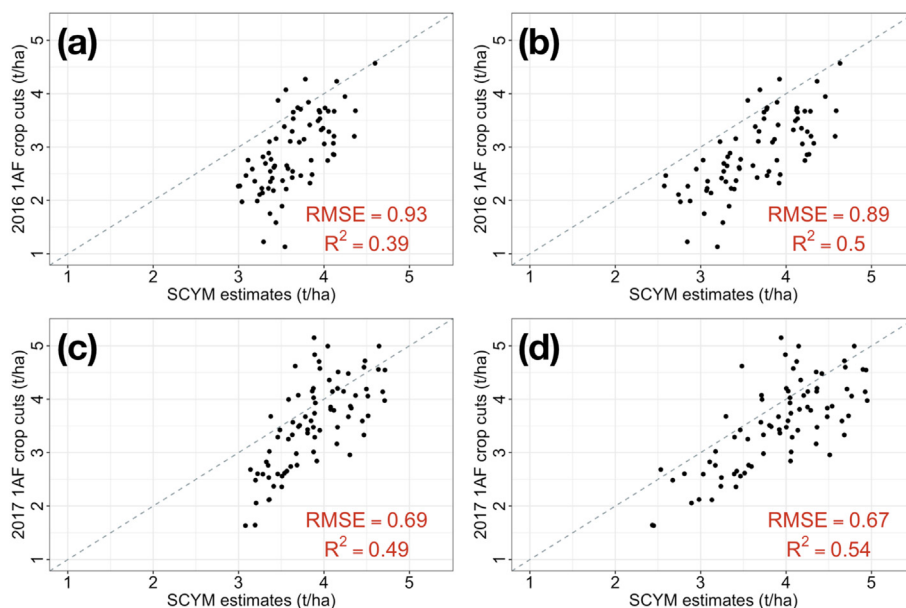 (a)
2016 1AF crop cuts (t/ha)
5
4
3
2
1
RMSE = 0.93
R² = 0.39
1 2 3 4 5
SCYM estimates (t/ha)
(b)
2016 1AF crop cuts (t/ha)
5
4
3
2
1
RMSE = 0.89
R² = 0.5
1 2 3 4 5
SCYM estimates (t/ha)
(c)
2017 1AF crop cuts (t/ha)
5
4
3
2
1
RMSE = 0.69
R² = 0.49
1 2 3 4 5
SCYM estimates (t/ha)
(d)
2017 1AF crop cuts (t/ha)
5
4
3
2
1
RMSE = 0.67
R² = 0.54
1 2 3 4 5
SCYM estimates (t/ha)